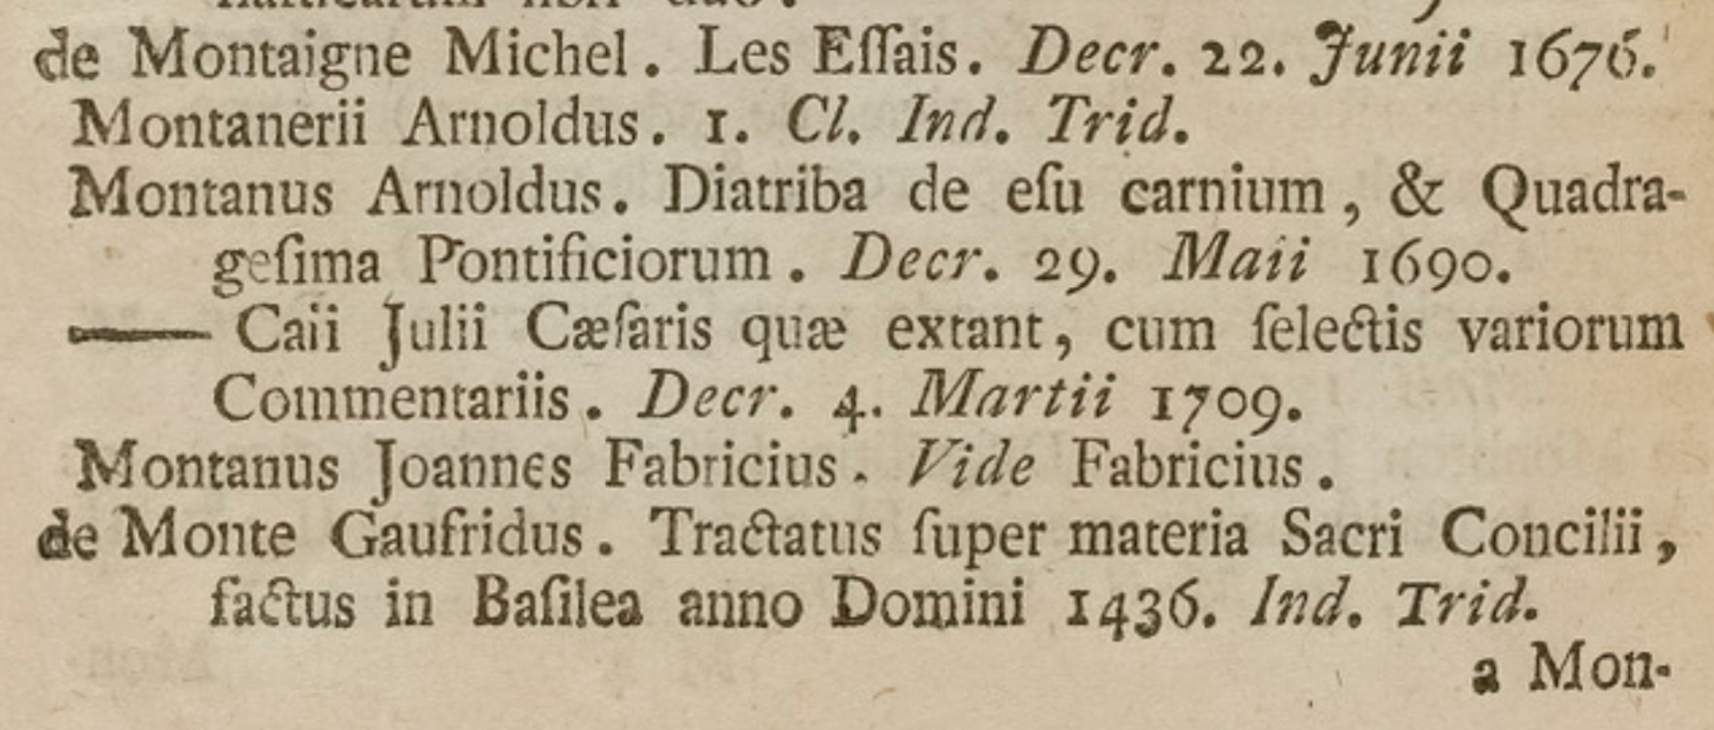 de Montaigne Michel. Les Eſſais. Decr. 22. Junii 1676.
Montanerii Arnoldus. 1. Cl. Ind. Trid.
Montanus Arnoldus. Diatriba de eſu carnium, & Quadra-
geſima Pontificiorum. Decr. 29. Maii 1690.
—— Caii Julii Cæſaris quæ extant, cum ſelectis variorum
Commentariis. Decr. 4. Martii 1709.
Montanus Joannes Fabricius. Vide Fabricius.
de Monte Gaufridus. Tractatus ſuper materia Sacri Concilii,
factus in Baſilea anno Domini 1436. Ind. Trid.
a Mon-